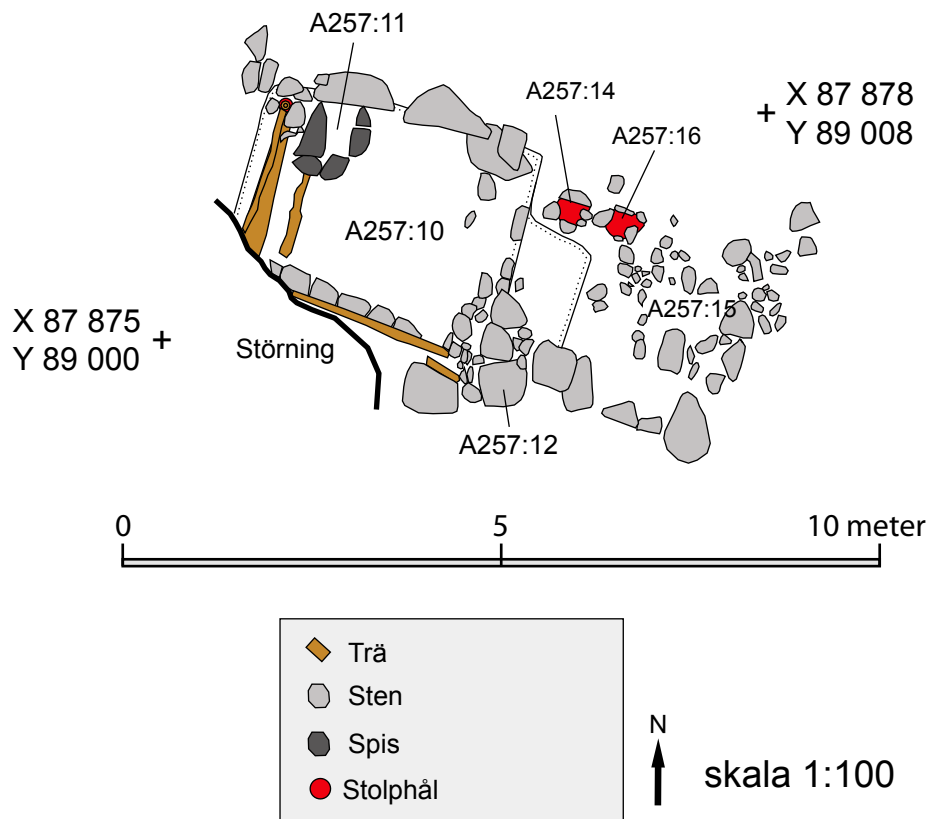 A257:11
A257:14
X 87 878
Y 89 008
A257:16
A257:10
A257:15
X 87 875
Y 89 000
Störning
A257:12
0
5
10 meter
Trä
Sten
Spis
Stolphål
N
skala 1:100